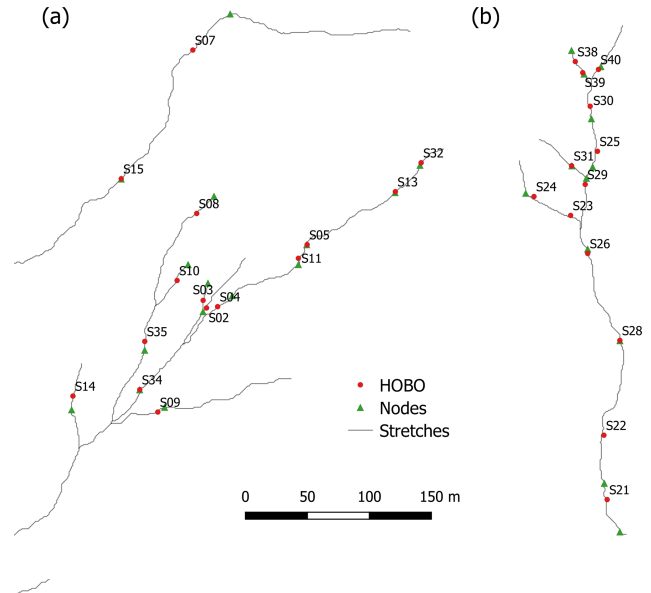 (a)
(b)
S07
S38
S40
S39
S30
S15
S32
S25
S31
S13
S29
S24
S08
S23
S05
S26
S11
S10
S03
S04
S02
S35
S28
S34
S14
S09
HOBO
Nodes
Stretches
S22
0 50 100 150 m
S21